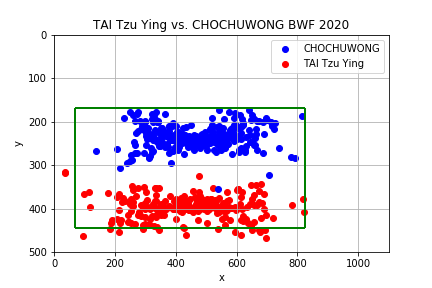 TAI Tzu Ying vs. CHOCHUWONG BWF 2020
CHOCHUWONG
TAI Tzu Ying
0
100
200
300
400
500
y
0 200 400 600 800 1000
x